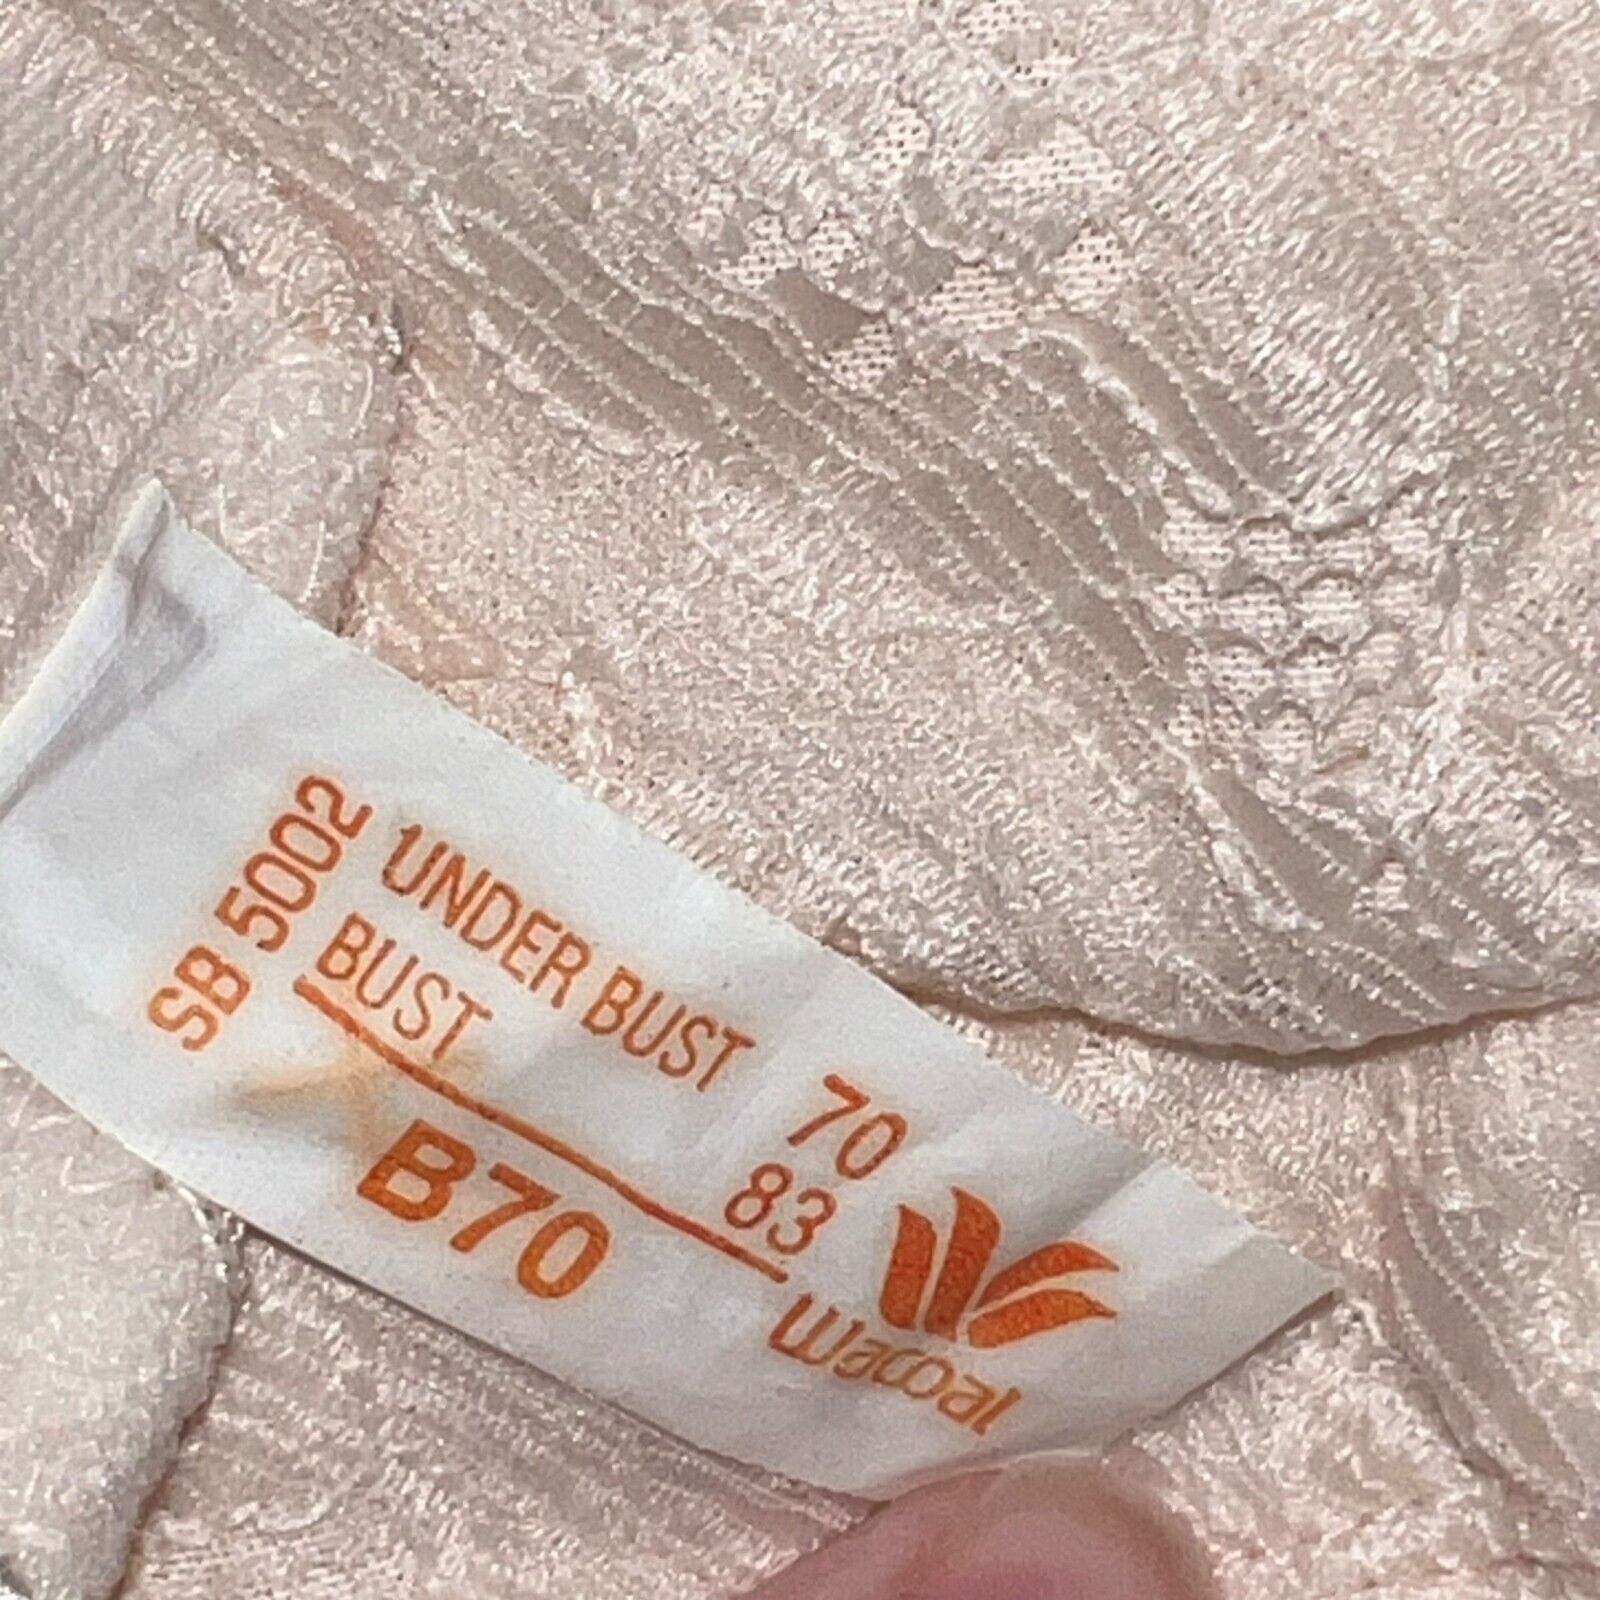 SB 5002
UNDER BUST 70
BUST 83
B70
Wacoal